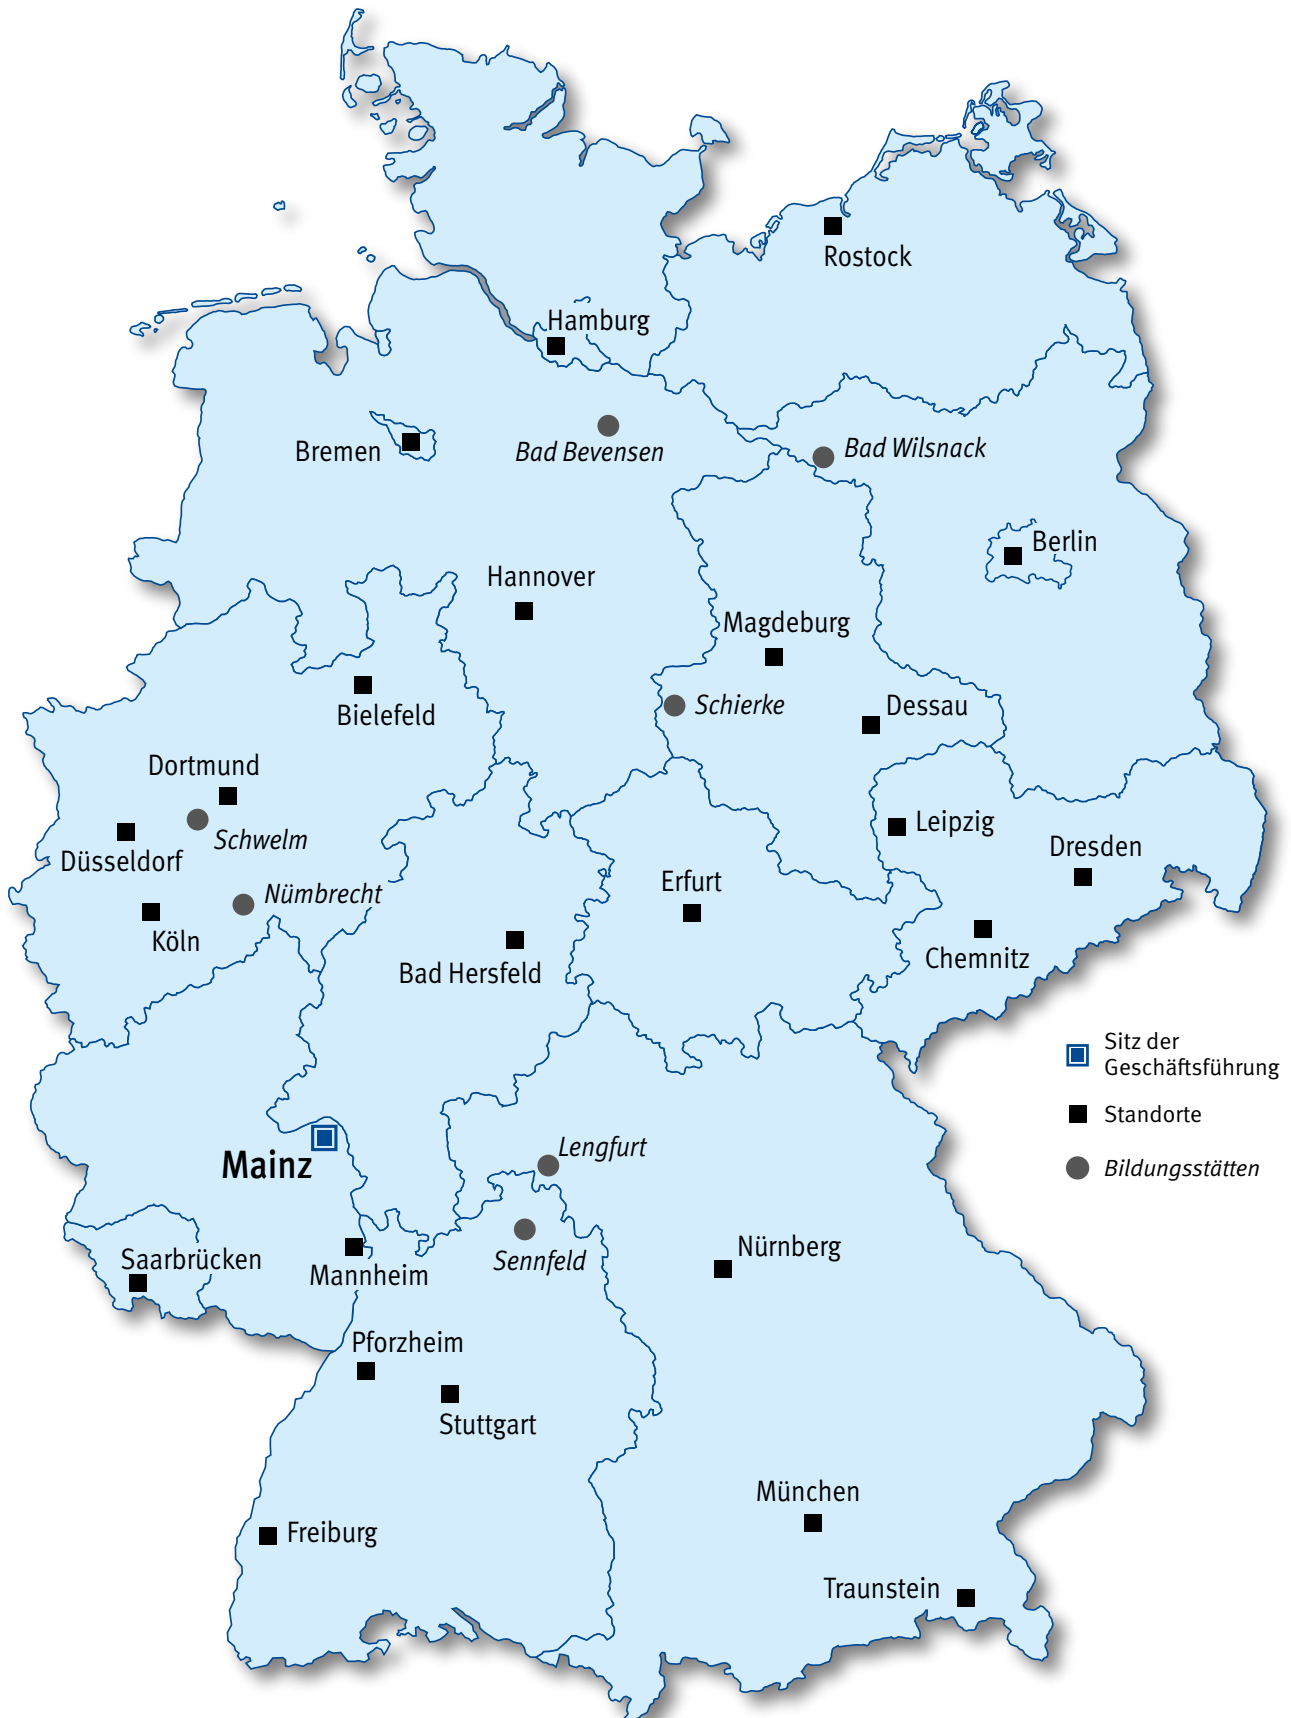 Rostock
Hamburg
Bremen
Bad Bevensen
Bad Wilsnack
Berlin
Hannover
Magdeburg
Schierke
Dessau
Bielefeld
Dortmund
Schwelm
Düsseldorf
Leipzig
Dresden
Nümbrecht
Erfurt
Köln
Bad Hersfeld
Chemnitz
Sitz der
Geschäftsführung
Standorte
Bildungsstätten
Mainz
Lengfurt
Saarbrücken
Mannheim
Sennfeld
Nürnberg
Pforzheim
Stuttgart
München
Freiburg
Traunstein